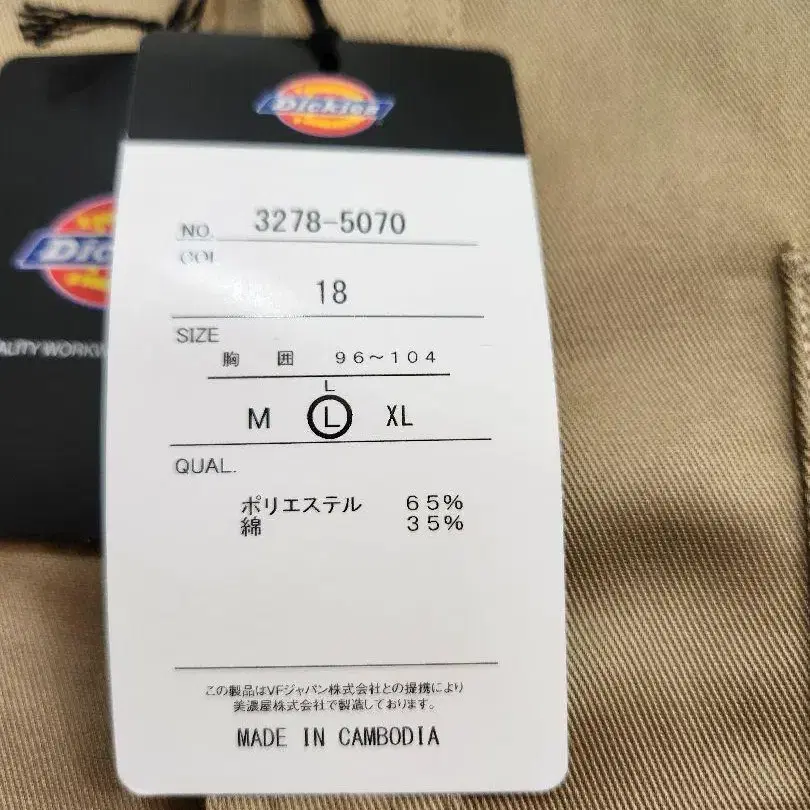 Dickies
NO. 3278-5070
COL
18
SIZE
胸 囲 96~104
L
M L XL
QUAL.
ポリエステル 65%
綿 35%
この製品はVFジャパン株式会社との提携により
美濃屋株式会社で製造しております。
MADE IN CAMBODIA
Dickies